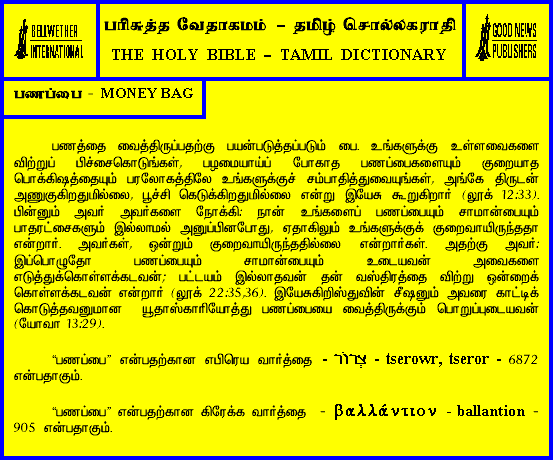 BELLWETHER
INTERNATIONAL
பரிசுத்த வேதாகமம் – தமிழ் சொல்லகராதி
THE HOLY BIBLE – TAMIL DICTIONARY
GOOD NEWS
PUBLISHERS
பணப்பை - MONEY BAG
பணத்தை வைத்திருப்பதற்கு பயன்படுத்தப்படும் பை. உங்களுக்கு உள்ளவைகளை
விற்றுப் பிச்சைகொடுங்கள், பழமையாய்ப் போகாத பணப்பைகளையும் குறையாத
பொக்கிஷத்தையும் பரலோகத்திலே உங்களுக்குச் சம்பாதித்துவையுங்கள், அங்கே திருடன்
அணுகுகிறதுமில்லை, பூச்சி கெடுக்கிறதுமில்லை என்று இயேசு கூறுகிறார் (லூக் 12:33).
பின்னும் அவர் அவர்களை நோக்கி: நான் உங்களைப் பணப்பையும் சாமான்பையும்
பாதரட்சைகளும் இல்லாமல் அனுப்பினபோது, ஏதாகிலும் உங்களுக்குக் குறைவாயிருந்ததா
என்றார். அவர்கள், ஒன்றும் குறைவாயிருந்ததில்லை என்றார்கள். அதற்கு அவர்:
இப்பொழுதோ பணப்பையும் சாமான்பையும் உடையவன் அவைகளை
எடுத்துக்கொள்ளக்கடவன்; பட்டயம் இல்லாதவன் தன் வஸ்திரத்தை விற்று ஒன்றைக்
கொள்ளக்கடவன் என்றார் (லூக் 22:35,36). இயேசுகிறிஸ்துவின் சீஷனும் அவரை காட்டிக்
கொடுத்தவனுமான யூதாஸ்காரியோத்து பணப்பையை வைத்திருக்கும் பொறுப்புடையவன்
(யோவா 13:29).
“பணப்பை” என்பதற்கான எபிரெய வார்த்தை - צְרוֹר - tserowr, tseror - 6872
என்பதாகும்.
“பணப்பை” என்பதற்கான கிரேக்க வார்த்தை - βαλλάντιον - ballantion -
905 என்பதாகும்.